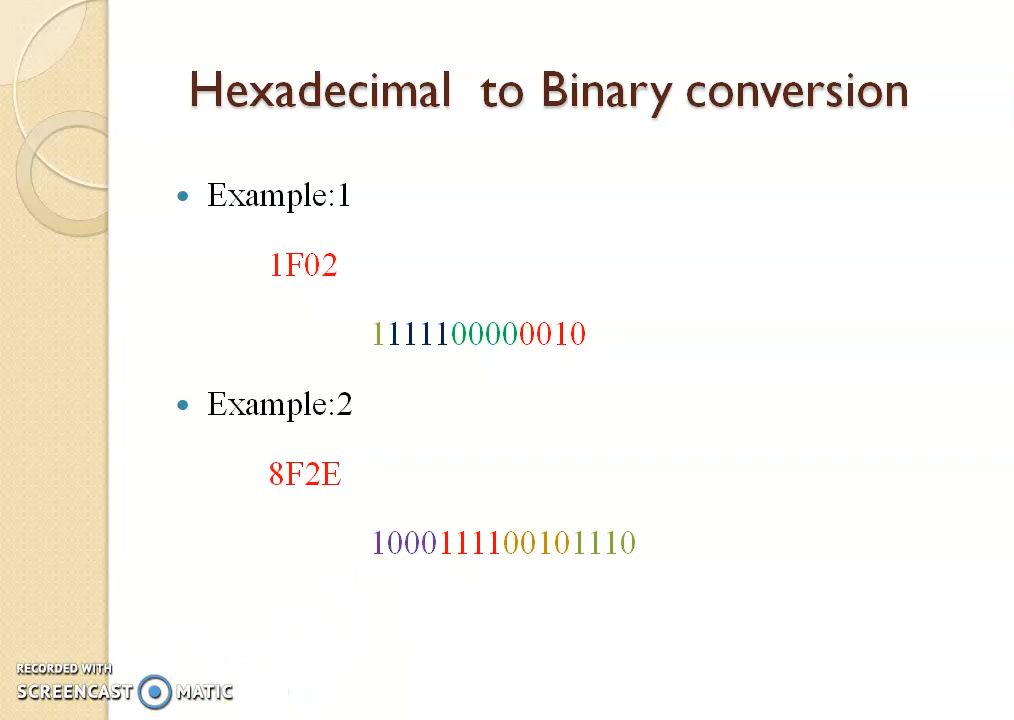 Hexadecimal to Binary conversion
• Example:1
1F02
1111100000010
• Example:2
8F2E
1000111100101110
RECORDED WITH
SCREENCAST MATIC